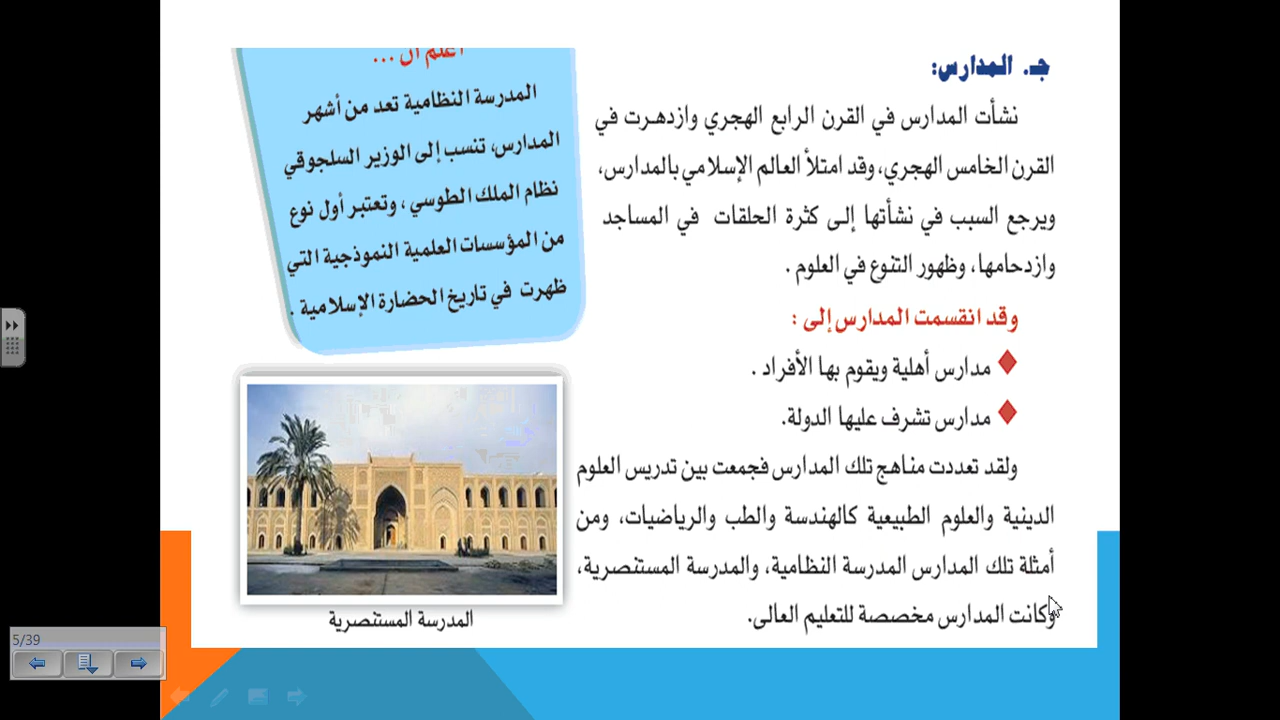 جـ. المدارس:
نشأت المدارس في القرن الرابع الهجري وازدهـرت في
القرن الخامس الهجري، وقد امتلأ العالم الإسلامي بالمدارس،
ويرجع السبب في نشأتها إلـى كثرة الحلقات في المساجد
وازدحامها، وظهور التنوع في العلوم .
وقد انقسمت المدارس إلى :
مدارس أهلية ويقوم بها الأفراد .
مدارس تشرف عليها الدولة.
ولقد تعددت مناهج تلك المدارس فجمعت بين تدريس العلوم
الدينية والعلوم الطبيعية كالهندسة والطب والرياضيات، ومن
أمثلة تلك المدارس المدرسة النظامية، والمدرسة المستنصرية،
وكانت المدارس مخصصة للتعليم العالى.
أعلم أن ...
المدرسة النظامية تعد من أشهر
المدارس، تنسب إلى الوزير السلجوقي
نظام الملك الطوسي ، وتعتبر أول نوع
من المؤسسات العلمية النموذجية التي
ظهرت في تاريخ الحضارة الإسلامية .
المدرسة المستنصرية
5/39